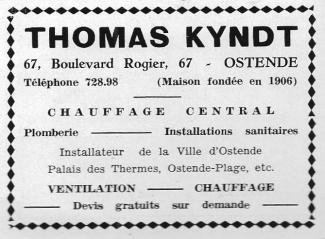 THOMAS KYNDT
67, Boulevard Rogier, 67 - OSTENDE
Téléphone 728.98 (Maison fondée en 1906)
CHAUFFAGE CENTRAL
Plomberie — Installations sanitaires
Installateur de la Ville d'Ostende
Palais des Thermes, Ostende-Plage, etc.
VENTILATION — CHAUFFAGE
— Devis gratuits sur demande —